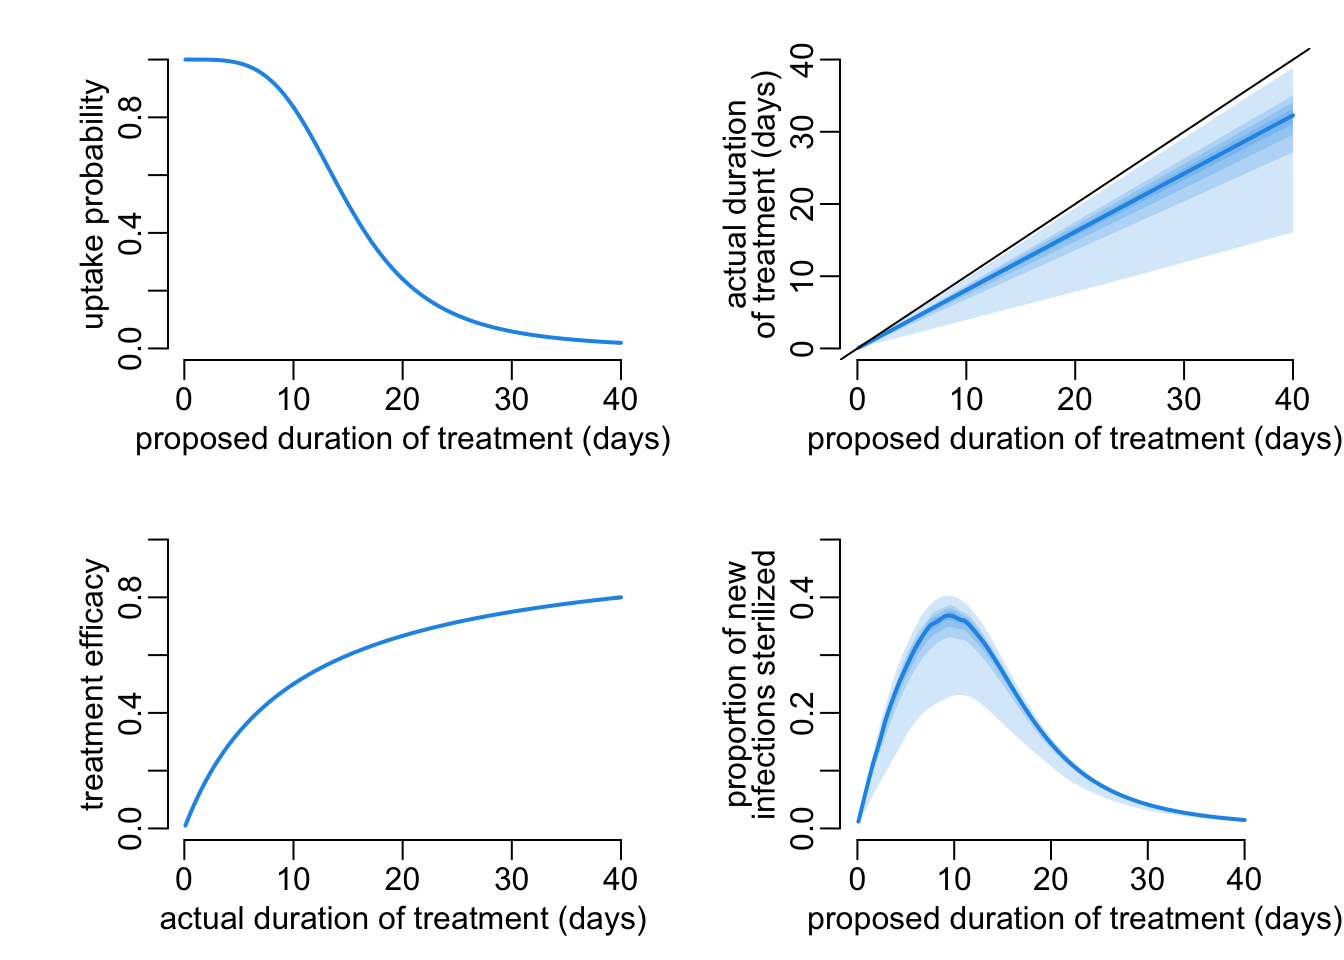 uptake probability
0.0 0.4 0.8
0 10 20 30 40
proposed duration of treatment (days)
actual duration
of treatment (days)
0 10 20 30 40
0 10 20 30 40
proposed duration of treatment (days)
treatment efficacy
0.0 0.4 0.8
0 10 20 30 40
actual duration of treatment (days)
proportion of new
infections sterilized
0.0 0.2 0.4
0 10 20 30 40
proposed duration of treatment (days)